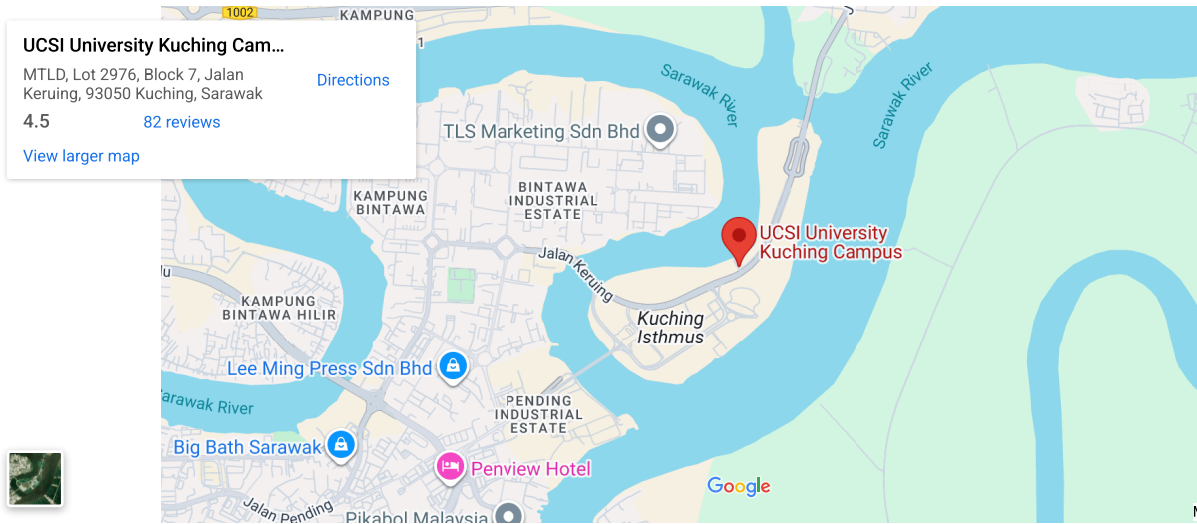 1002
KAMPUNG
1
UCSI University Kuching Cam...
MTLD, Lot 2976, Block 7, Jalan
Keruing, 93050 Kuching, Sarawak
Directions
4.5
82 reviews
View larger map
Sarawak River
Sarawak River
TLS Marketing Sdn Bhd
KAMPUNG
BINTAWA
BINTAWA
INDUSTRIAL
ESTATE
UCSI University
Kuching Campus
Jalan Keruing
lu
KAMPUNG
BINTAWA HILIR
Kuching
Isthmus
Lee Ming Press Sdn Bhd
Sarawak River
PENDING
INDUSTRIAL
ESTATE
Big Bath Sarawak
Penview Hotel
Google
Jalan Pending
Pikabol Malaysia